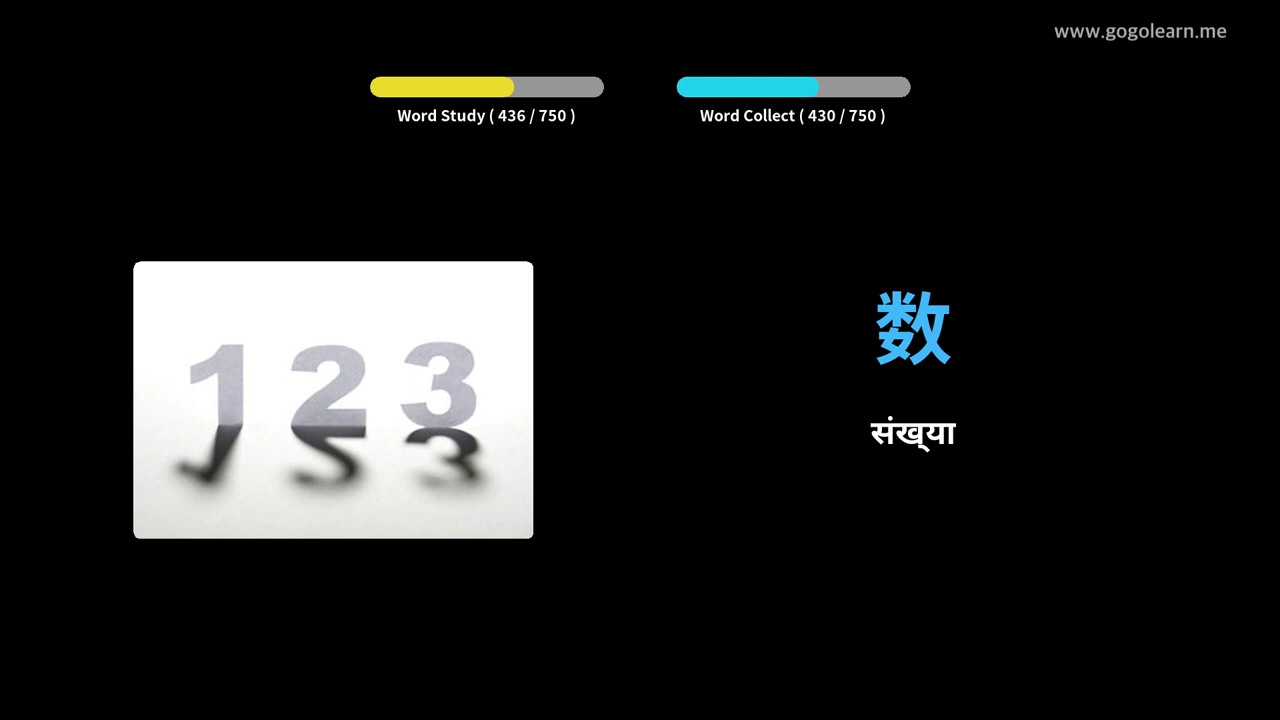 www.gogolearn.me
Word Study ( 436 / 750 )
Word Collect ( 430 / 750 )
1 2 3
数
संख्या